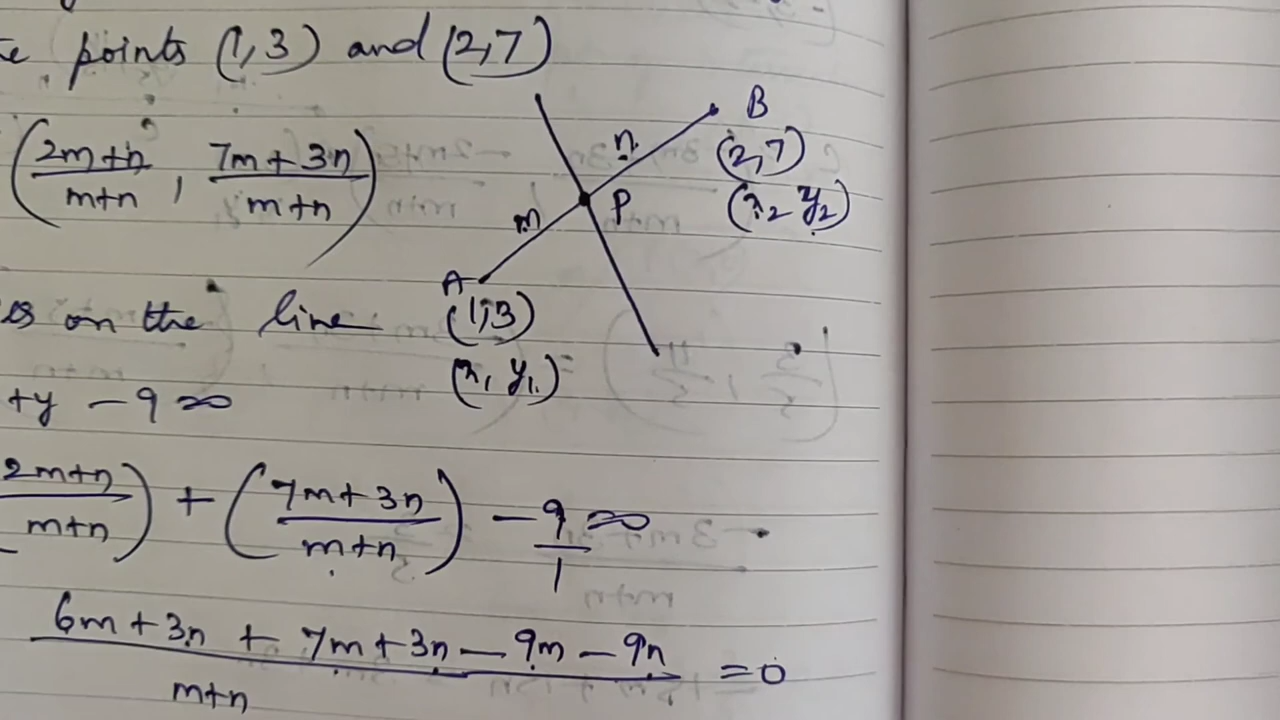 points (1,3) and (2,7)
(2m+n/m+n , 7m+3n/m+n)
B
n
(2,7)
P
(x2 y2)
m
A
on the line (1,3)
(x1 y1)
+y - 9 = 0
2m+n/m+n) + (7m+3n/m+n) - 9/1 = 0
6m + 3n + 7m + 3n - 9m - 9n/m+n = 0